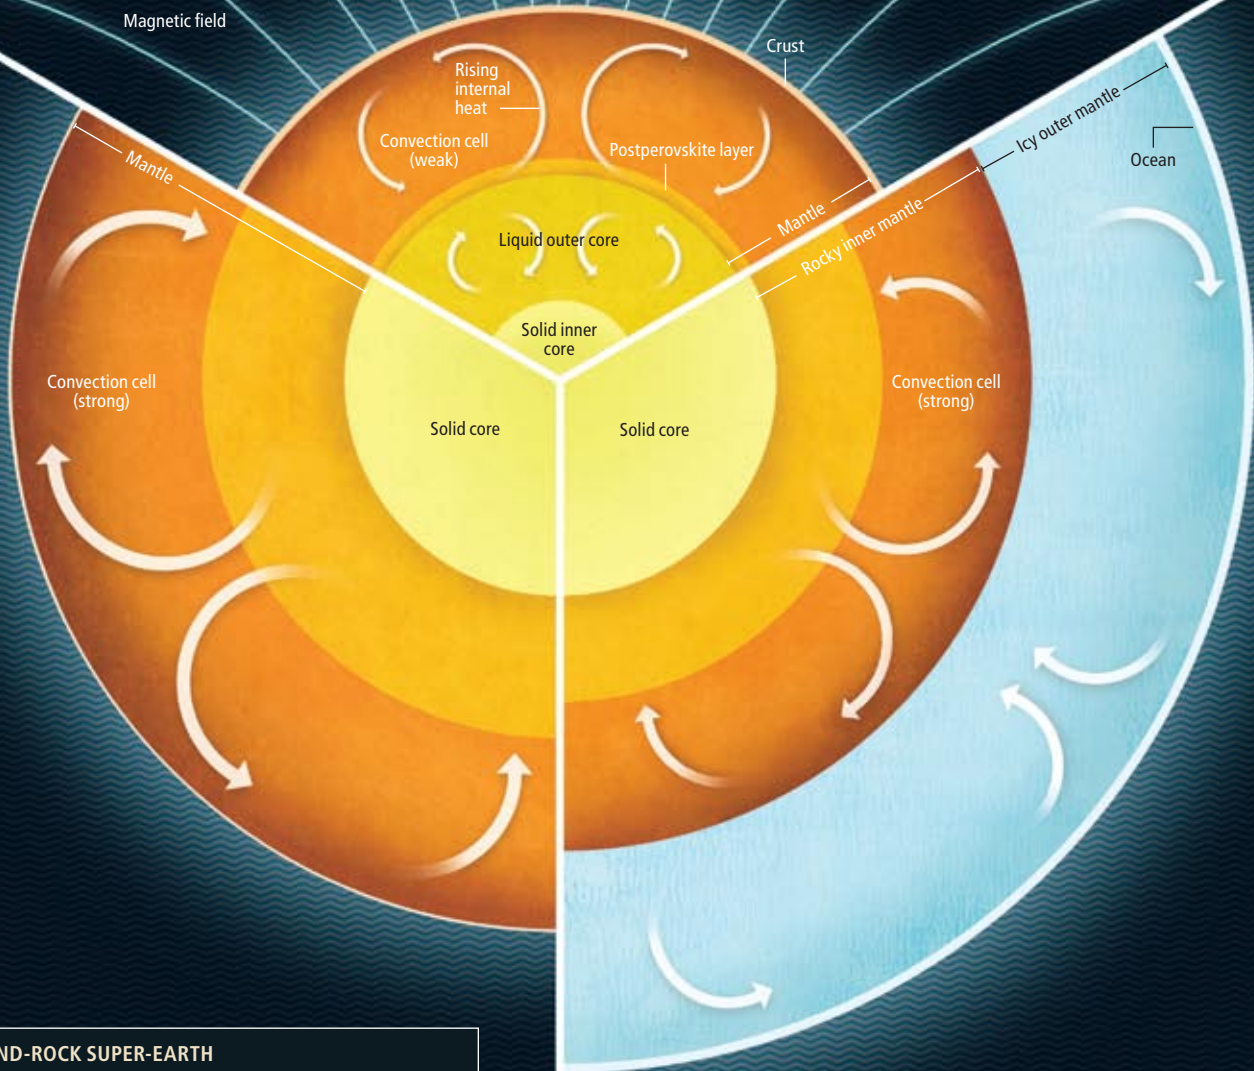 Magnetic field
Crust
Rising
internal
heat
Convection cell
(weak)
Postperovskite layer
Icy outer mantle
Ocean
Mantle
Mantle
Rocky inner mantle
Liquid outer core
Solid inner
core
Convection cell
(strong)
Convection cell
(strong)
Solid core
Solid core
ND-ROCK SUPER-EARTH